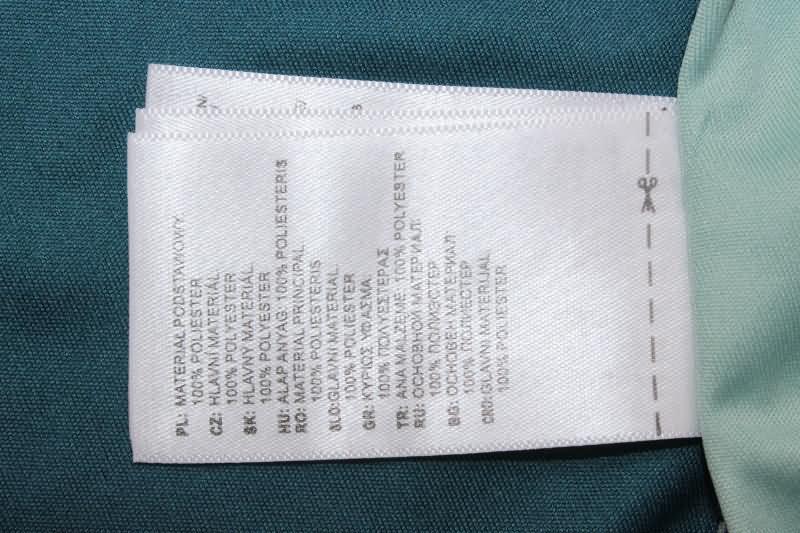 PL: MATERIAL PODSTAWOWY:
100% POLIESTER
CZ: HLAVNÍ MATERIÁL
100% POLYESTER
SK: HLAVNÝ MATERIÁL
100% POLYESTER
HU: ALAP ANYAG: 100% POLIESTERIS
RO: MATERIAL PRINCIPAL
100% POLIESTERIS
SLO: GLAVNI MATERIAL
100% POLIESTER
GR: ΚΥΡΙΟΣ ΥΦΑΣΜΑ
100% ΠΟΛΥΕΣΤΕΡΑΣ
TR: ANA MALZEME: 100% POLYESTER
RU: ОСНОВНОЙ МАТЕРИАЛ:
100% ПОЛИЭСТЕР
BG: ОСНОВЕН МАТЕРИАЛ
100% ПОЛИЕСТЕР
CRO: GLAVNI MATERIJAL
100% POLIESTER